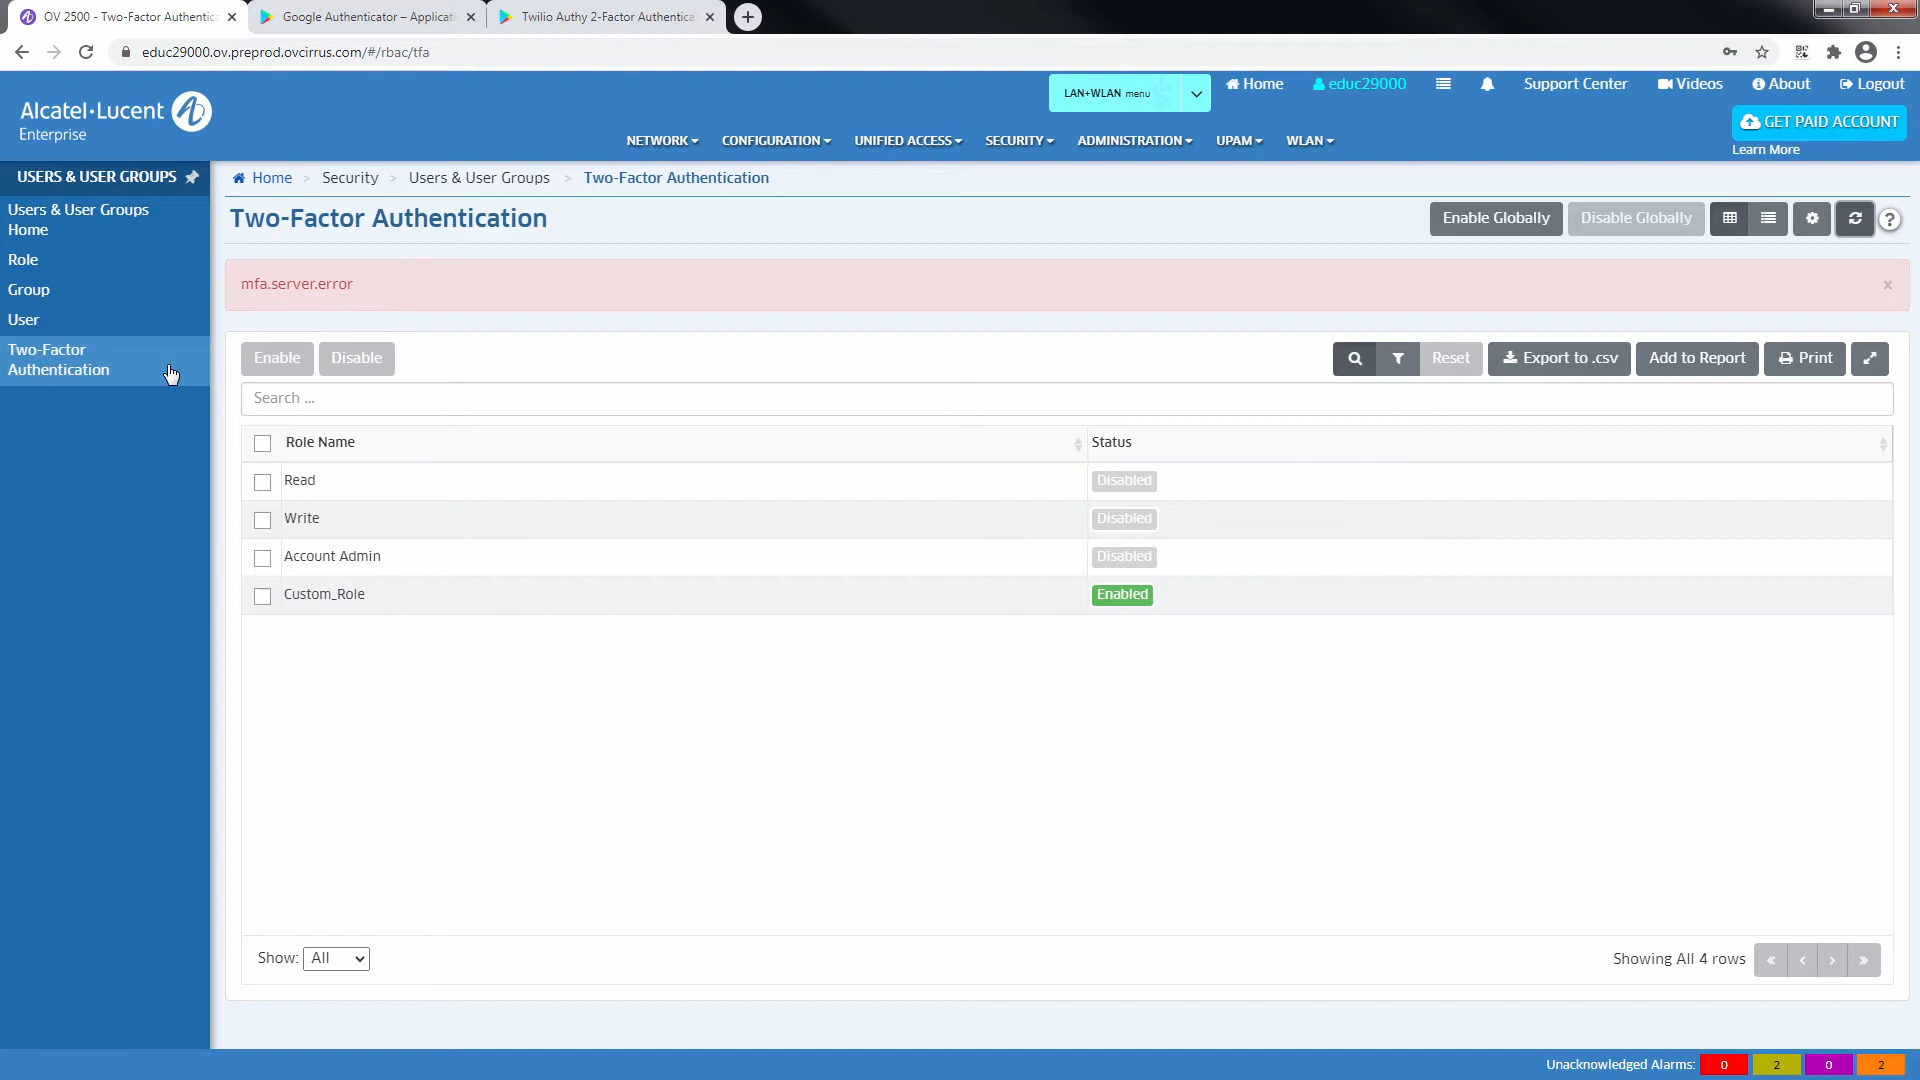 OV 2500 - Two-Factor Authentica
Google Authenticator – Applicati
Twilio Authy 2-Factor Authentica
educ29000.ov.preprod.ovcirrus.com/#/rbac/tfa
Alcatel·Lucent
Enterprise
LAN+WLAN menu
Home
educ29000
Support Center
Videos
About
Logout
GET PAID ACCOUNT
Learn More
NETWORK
CONFIGURATION
UNIFIED ACCESS
SECURITY
ADMINISTRATION
UPAM
WLAN
USERS & USER GROUPS
Users & User Groups
Home
Role
Group
User
Two-Factor
Authentication
Home > Security > Users & User Groups > Two-Factor Authentication
Two-Factor Authentication
Enable Globally
Disable Globally
?
mfa.server.error
×
Enable
Disable
Reset
Export to .csv
Add to Report
Print
Search ...
Role Name
Status
Read
Disabled
Write
Disabled
Account Admin
Disabled
Custom_Role
Enabled
Show: All
Showing All 4 rows
« ‹ › »
Unacknowledged Alarms: 0 2 0 2